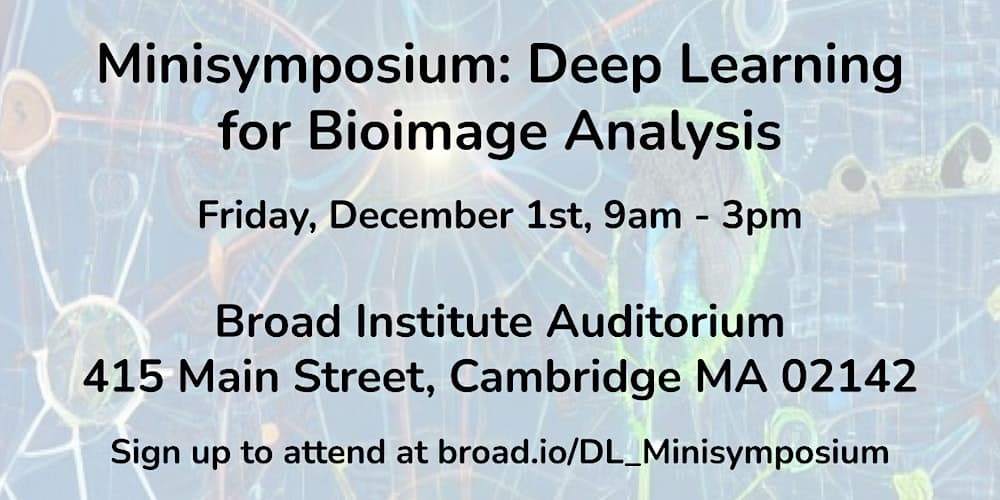 Minisymposium: Deep Learning
for Bioimage Analysis
Friday, December 1st, 9am - 3pm
Broad Institute Auditorium
415 Main Street, Cambridge MA 02142
Sign up to attend at broad.io/DL_Minisymposium